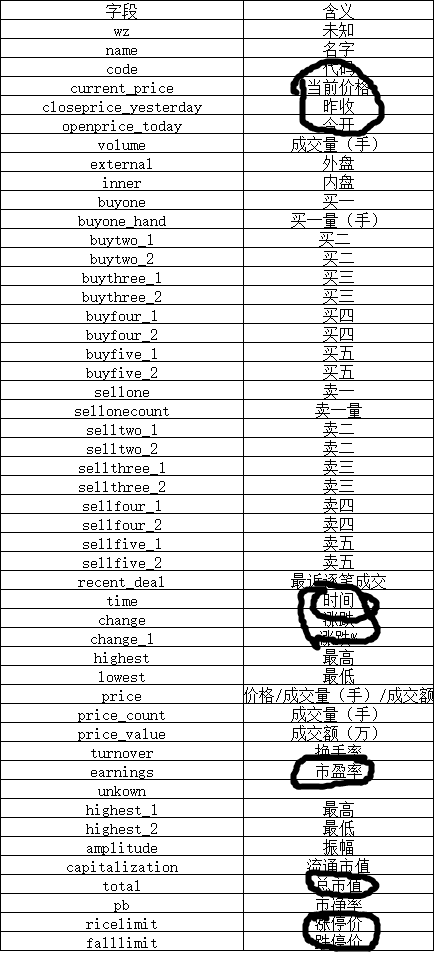 字段 含义
wz 未知
name 名字
code 代码
current_price 当前价格
closeprice_yesterday 昨收
openprice_today 今开
volume 成交量（手）
external 外盘
inner 内盘
buyone 买一
buyone_hand 买一量（手）
buytwo_1 买二
buytwo_2 买二
buythree_1 买三
buythree_2 买三
buyfour_1 买四
buyfour_2 买四
buyfive_1 买五
buyfive_2 买五
sellone 卖一
sellonecount 卖一量
selltwo_1 卖二
selltwo_2 卖二
sellthree_1 卖三
sellthree_2 卖三
sellfour_1 卖四
sellfour_2 卖四
sellfive_1 卖五
sellfive_2 卖五
recent_deal 最近逐笔成交
time 时间
change 涨跌
change_1 涨跌%
highest 最高
lowest 最低
price 价格/成交量（手）/成交额
price_count 成交量（手）
price_value 成交额（万）
turnover 换手率
earnings 市盈率
unkown
highest_1 最高
highest_2 最低
amplitude 振幅
capitalization 流通市值
total 总市值
pb 市净率
ricelimit 涨停价
falllimit 跌停价